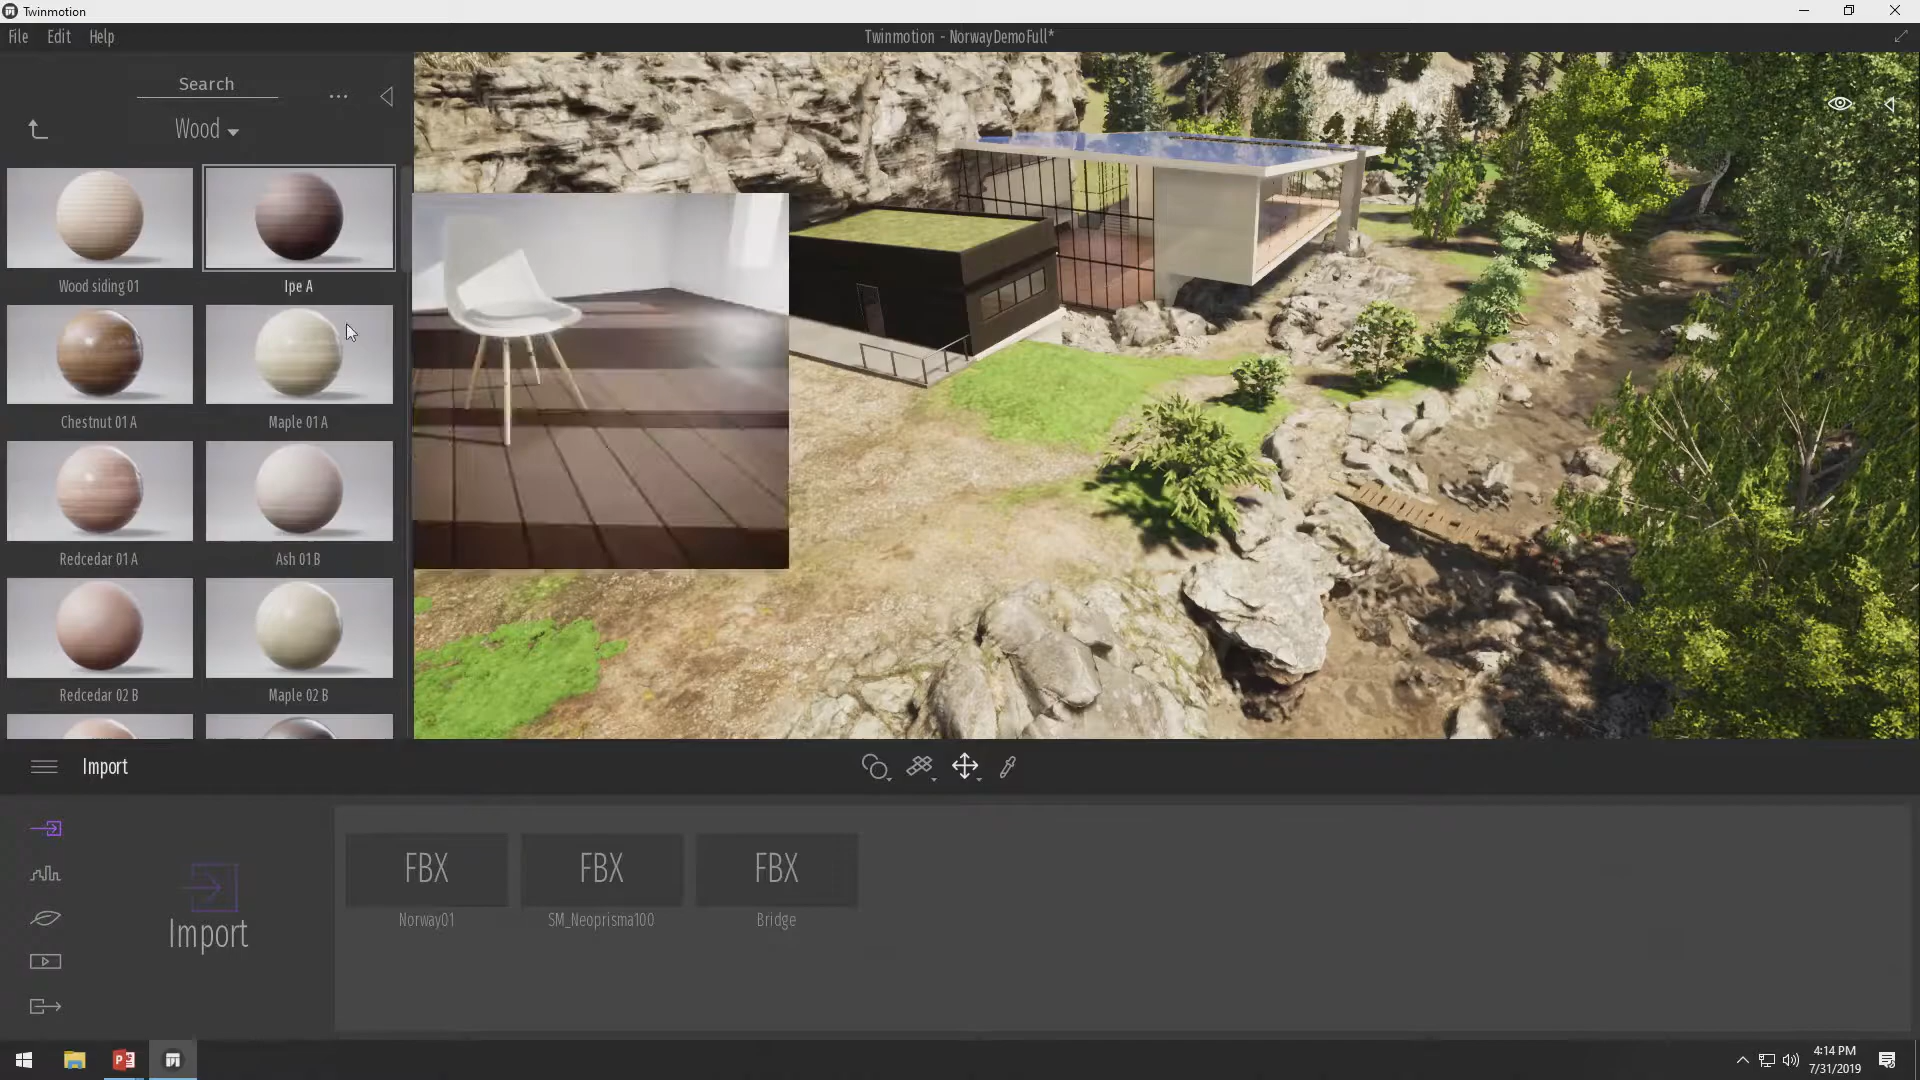 Twinmotion
File Edit Help
Twinmotion - NorwayDemoFull*
Search
...
Wood
Wood siding 01
Ipe A
Chestnut 01 A
Maple 01 A
Redcedar 01 A
Ash 01 B
Redcedar 02 B
Maple 02 B
Import
Import
FBX
FBX
FBX
Norway01
SM_Neoprisma100
Bridge
4:14 PM
7/31/2019